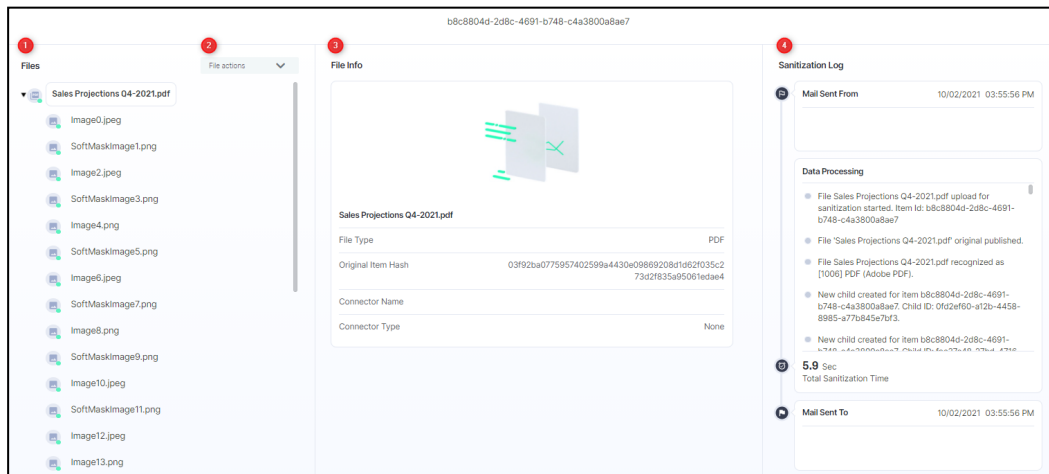 b8c8804d-2d8c-4691-b748-c4a3800a8ae7
1
Files
2
File actions
Sales Projections Q4-2021.pdf
Image0.jpeg
SoftMaskImage1.png
Image2.jpeg
SoftMaskImage3.png
Image4.png
SoftMaskImage5.png
Image6.jpeg
SoftMaskImage7.png
Image8.png
SoftMaskImage9.png
Image10.jpeg
SoftMaskImage11.png
Image12.jpeg
Image13.png
3
File Info
Sales Projections Q4-2021.pdf
File Type PDF
Original Item Hash 03f92ba0775957402599a4430e09869208d1d62f035c2
73d2f835a95061edae4
Connector Name
Connector Type None
4
Sanitization Log
Mail Sent From 10/02/2021 03:55:56 PM
Data Processing
File Sales Projections Q4-2021.pdf upload for
sanitization started. Item Id: b8c8804d-2d8c-4691-
b748-c4a3800a8ae7
File 'Sales Projections Q4-2021.pdf' original published.
File Sales Projections Q4-2021.pdf recognized as
[1006] PDF (Adobe PDF).
New child created for item b8c8804d-2d8c-4691-
b748-c4a3800a8ae7. Child ID: 0fd2ef60-a12b-4458-
8985-a77b845e7bf3.
New child created for item b8c8804d-2d8c-4691-
5.9 Sec
Total Sanitization Time
Mail Sent To 10/02/2021 03:55:56 PM